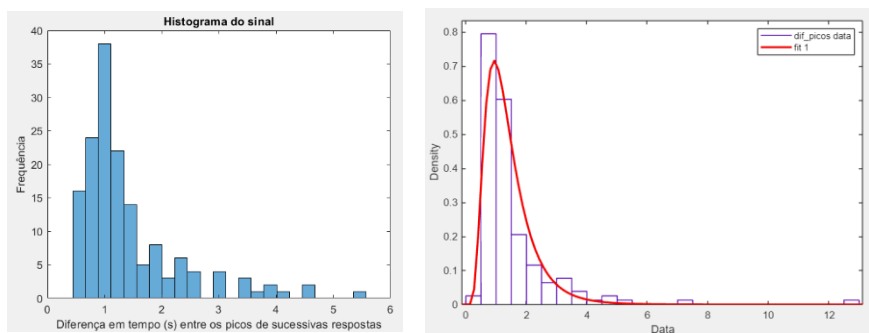 Histograma do sinal
40
35
30
25
20
15
10
5
0
Frequência
0 1 2 3 4 5 6
Diferença em tempo (s) entre os picos de sucessivas respostas
dif_picos data
fit 1
0.8
0.7
0.6
0.5
0.4
0.3
0.2
0.1
0
Density
0 2 4 6 8 10 12
Data